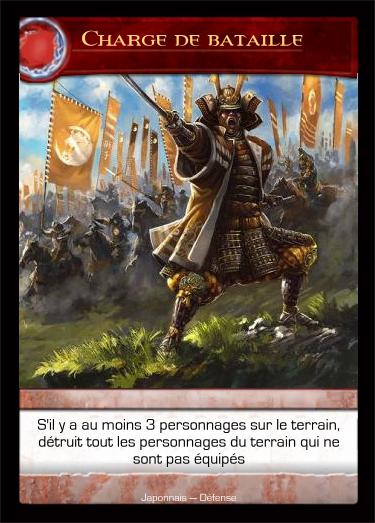 Charge de bataille
S'il y a au moins 3 personnages sur le terrain,
détruit tout les personnages du terrain qui ne
sont pas équipés
Japonnais – Défense